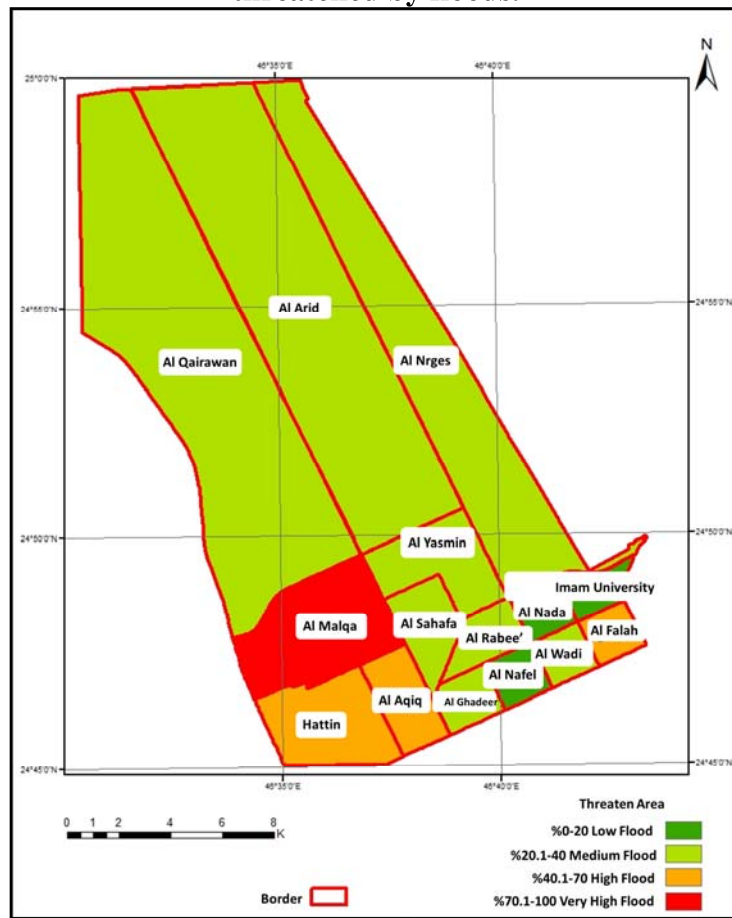 threatened by floods.
N
46°35'0"E
46°40'0"E
25°0'0"N
24°55'0"N
24°55'0"N
Al Arid
Al Qairawan
Al Nrges
24°50'0"N
24°50'0"N
Al Yasmin
Imam University
Al Nada
Al Malqa
Al Sahafa
Al Rabee'
Al Falah
Al Wadi
Al Nafel
Al Aqiq
Al Ghadeer
Hattin
24°45'0"N
24°45'0"N
46°35'0"E
46°40'0"E
Threaten Area
%0-20 Low Flood
%20.1-40 Medium Flood
%40.1-70 High Flood
%70.1-100 Very High Flood
0 1 2 4 6 8
K
Border